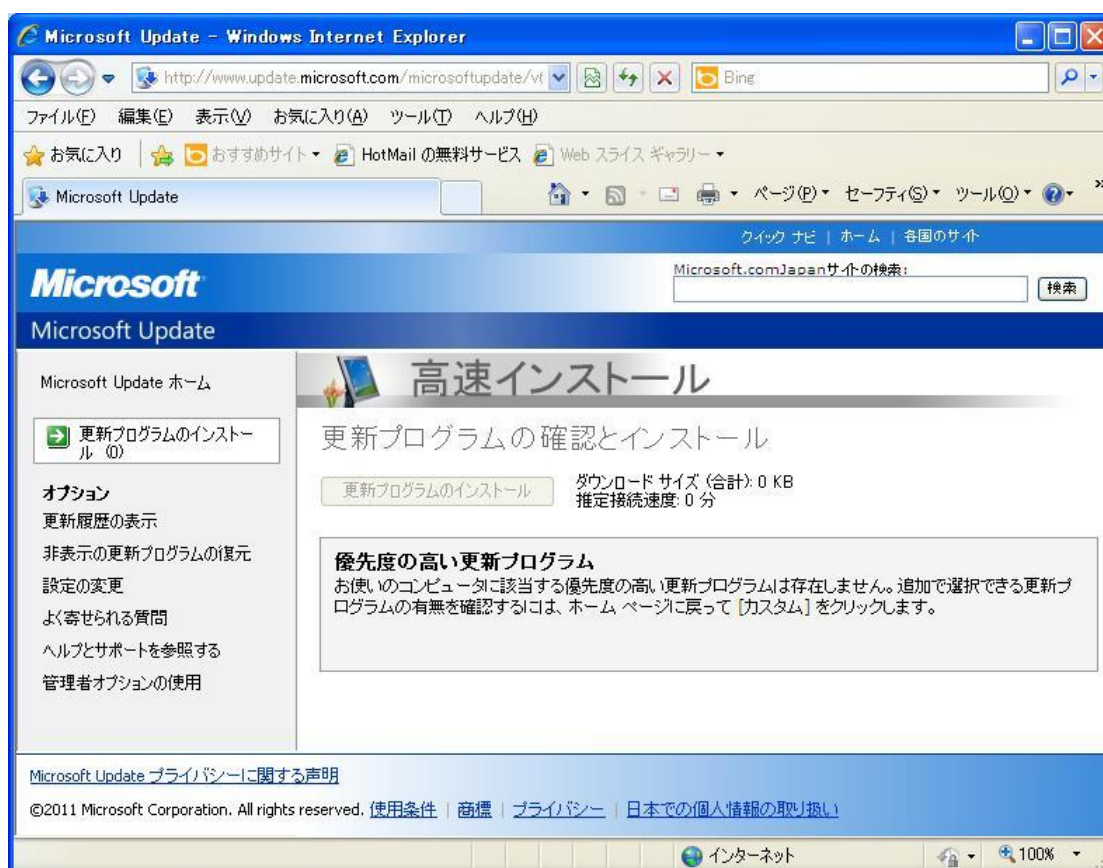 Microsoft Update - Windows Internet Explorer
http://www.update.microsoft.com/microsoftupdate/v6
Bing
ファイル(F) 編集(E) 表示(V) お気に入り(A) ツール(T) ヘルプ(H)
お気に入り おすすめサイト HotMail の無料サービス Web スライス ギャラリー
Microsoft Update ページ(P) セーフティ(S) ツール(O) »
クイック ナビ | ホーム | 各国のサイト
Microsoft
Microsoft.comJapanサイトの検索:
検索
Microsoft Update
Microsoft Update ホーム
更新プログラムのインストー
ル (0)
オプション
更新履歴の表示
非表示の更新プログラムの復元
設定の変更
よく寄せられる質問
ヘルプとサポートを参照する
管理者オプションの使用
高速インストール
更新プログラムの確認とインストール
更新プログラムのインストール
ダウンロード サイズ (合計): 0 KB
推定接続速度: 0 分
優先度の高い更新プログラム
お使いのコンピュータに該当する優先度の高い更新プログラムは存在しません。追加で選択できる更新プ
ログラムの有無を確認するには、ホーム ページに戻って [カスタム] をクリックします。
Microsoft Update プライバシーに関する声明
©2011 Microsoft Corporation. All rights reserved. 使用条件 | 商標 | プライバシー | 日本での個人情報の取り扱い
インターネット 100%